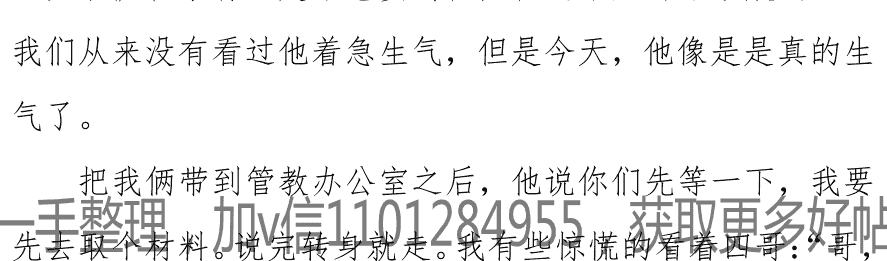 我们从来没有看过他着急生气，但是今天，他像是是真的生
气了。
把我俩带到管教办公室之后，他说你们先等一下，我要
一手整理 加v信1101284955 获取更多好帖
先去取个材料。说完转身就走。我有些惊慌的看着四哥：“哥，